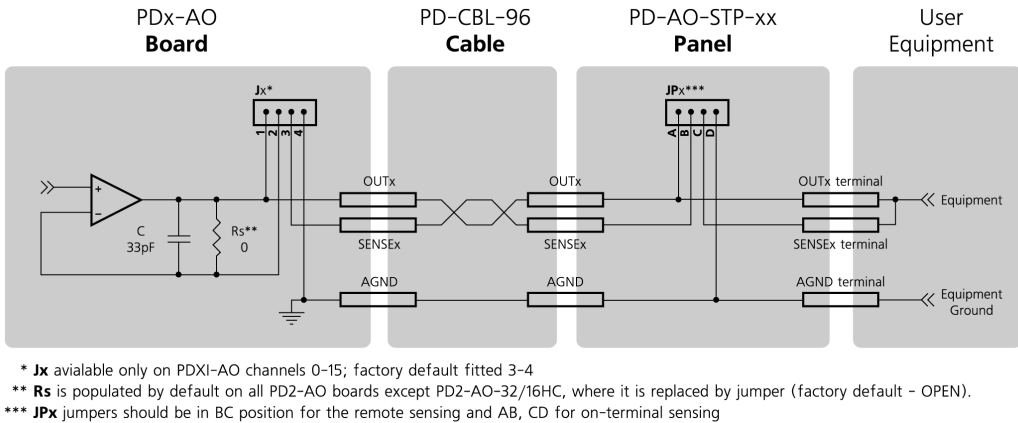 PDx-AO
Board
PD-CBL-96
Cable
PD-AO-STP-xx
Panel
User
Equipment
Jx*
1
2
3
4
+
−
C
33pF
Rs**
0
OUTx
SENSEx
AGND
OUTx
SENSEx
AGND
JPx***
A
B
C
D
OUTx terminal
SENSEx terminal
AGND terminal
Equipment
Equipment
Ground
* Jx avialable only on PDXI-AO channels 0-15; factory default fitted 3-4
** Rs is populated by default on all PD2-AO boards except PD2-AO-32/16HC, where it is replaced by jumper (factory default - OPEN).
*** JPx jumpers should be in BC position for the remote sensing and AB, CD for on-terminal sensing